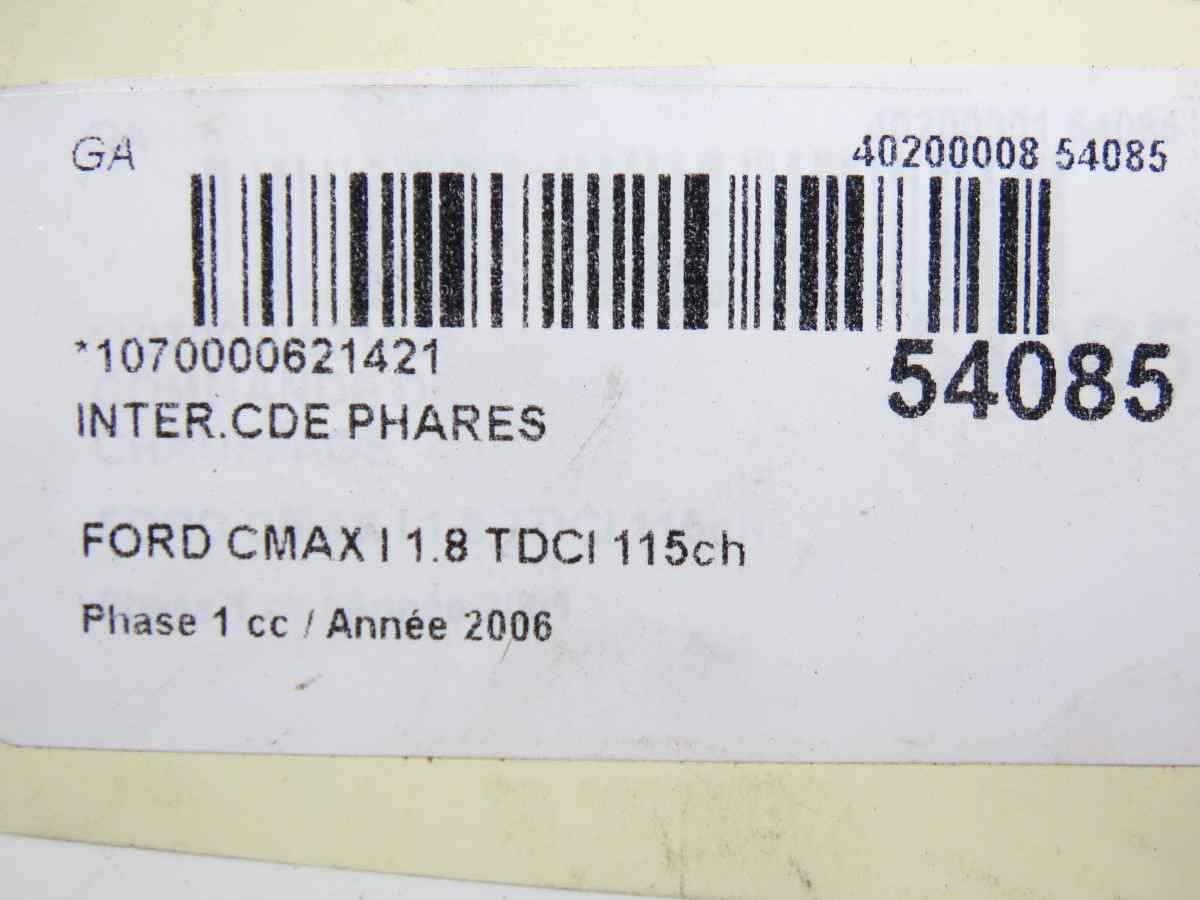 GA
40200008 54085
*1070000621421
54085
INTER.CDE PHARES
FORD CMAX I 1.8 TDCI 115ch
Phase 1 cc / Année 2006